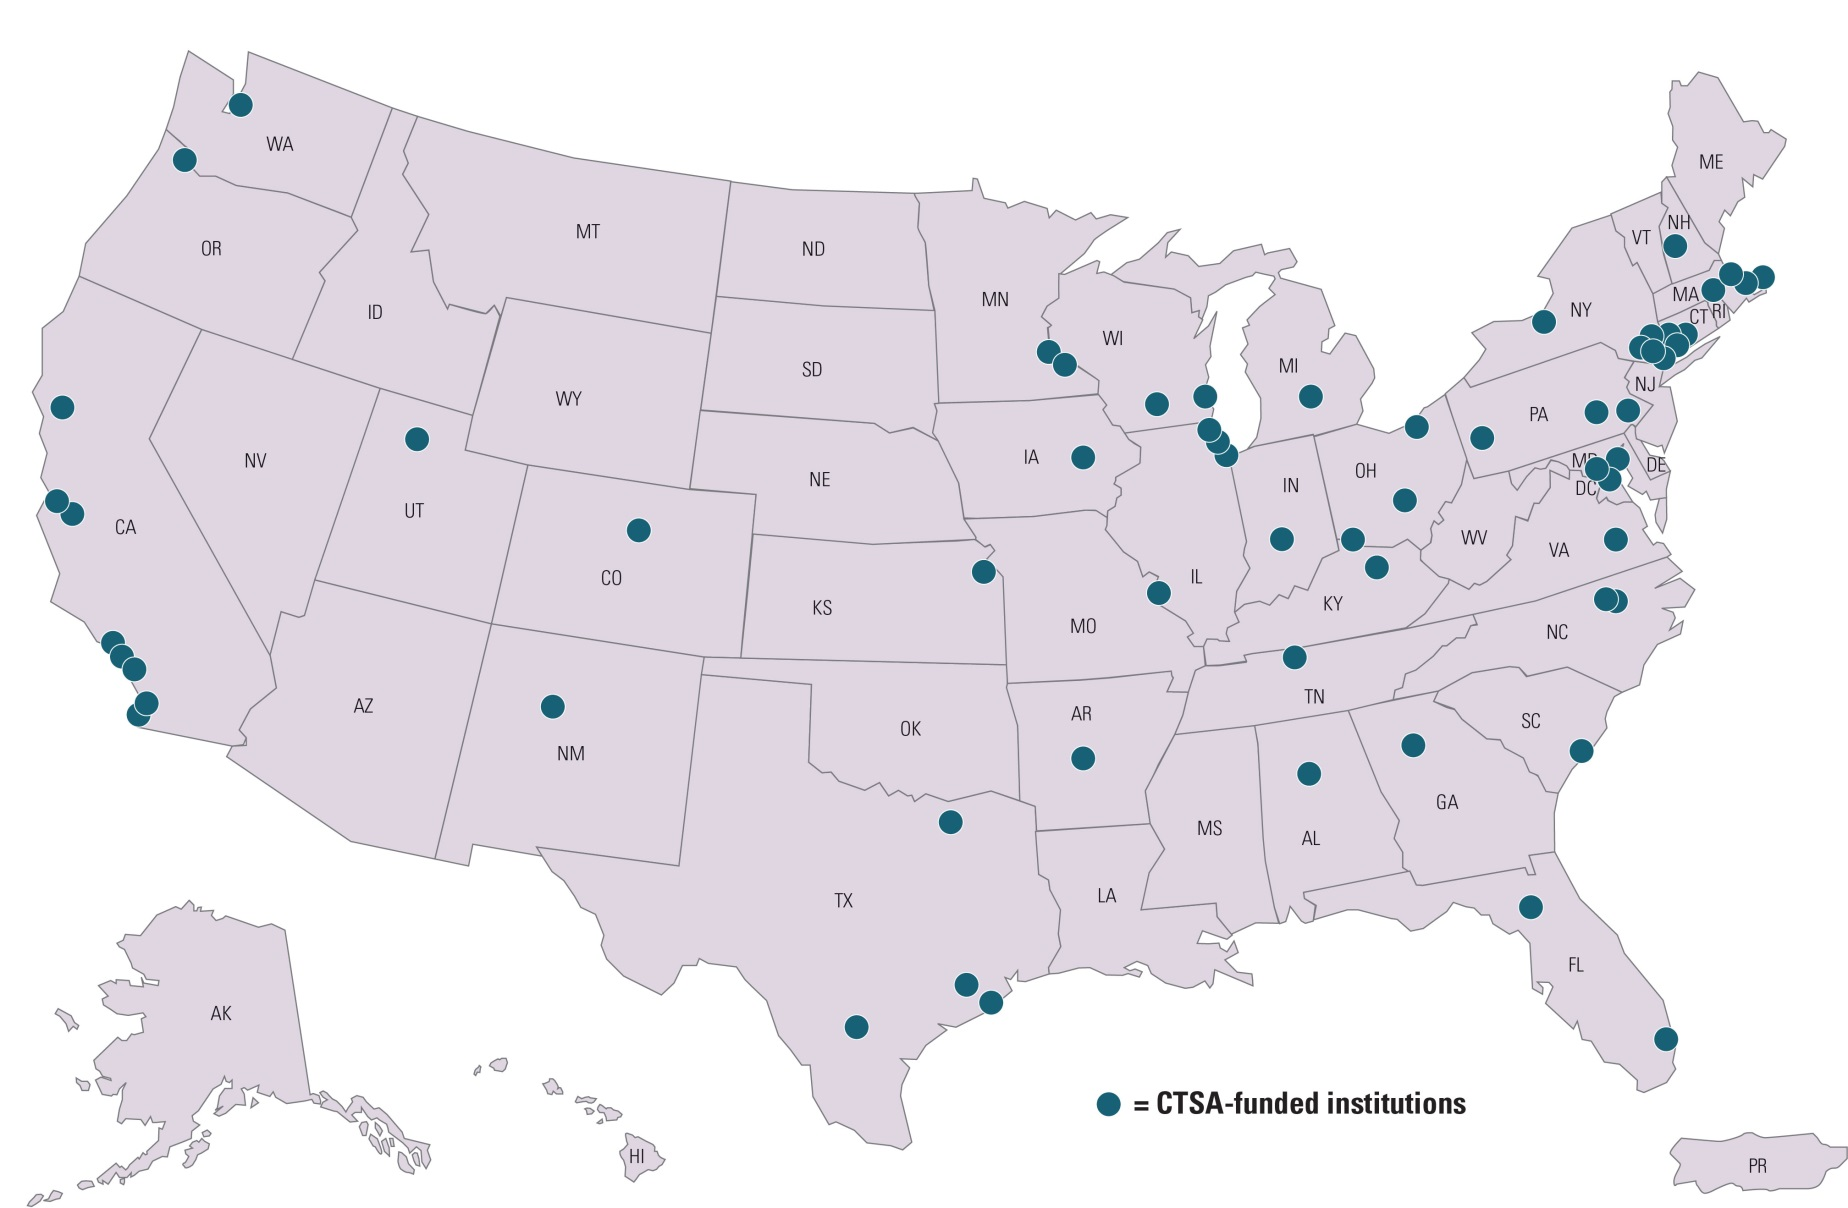 WA
ME
NH
VT
OR
MT
ND
MN
MA
NY
CT
RI
ID
WI
MI
SD
WY
NJ
PA
NV
IA
OH
MD
DE
NE
IN
DC
UT
CA
WV
VA
CO
IL
KS
KY
MO
NC
TN
AZ
AR
SC
OK
NM
GA
MS
AL
LA
TX
FL
AK
= CTSA-funded institutions
HI
PR